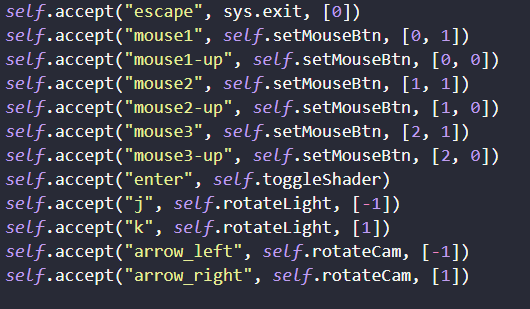 self.accept("escape", sys.exit, [0])
self.accept("mouse1", self.setMouseBtn, [0, 1])
self.accept("mouse1-up", self.setMouseBtn, [0, 0])
self.accept("mouse2", self.setMouseBtn, [1, 1])
self.accept("mouse2-up", self.setMouseBtn, [1, 0])
self.accept("mouse3", self.setMouseBtn, [2, 1])
self.accept("mouse3-up", self.setMouseBtn, [2, 0])
self.accept("enter", self.toggleShader)
self.accept("j", self.rotateLight, [-1])
self.accept("k", self.rotateLight, [1])
self.accept("arrow_left", self.rotateCam, [-1])
self.accept("arrow_right", self.rotateCam, [1])